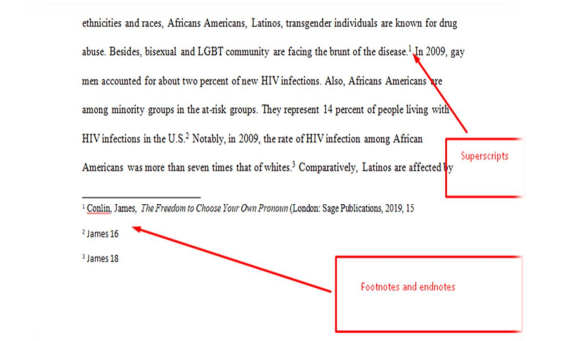 ethnicities and races, Africans Americans, Latinos, transgender individuals are known for drug
abuse. Besides, bisexual and LGBT community are facing the brunt of the disease.¹ In 2009, gay
men accounted for about two percent of new HIV infections. Also, Africans Americans are
among minority groups in the at-risk groups. They represent 14 percent of people living with
HIV infections in the U.S.² Notably, in 2009, the rate of HIV infection among African
Americans was more than seven times that of whites.³ Comparatively, Latinos are affected by
Superscripts
¹ Conlin, James, The Freedom to Choose Your Own Pronoun (London: Sage Publications, 2019, 15
² James 16
³ James 18
Footnotes and endnotes